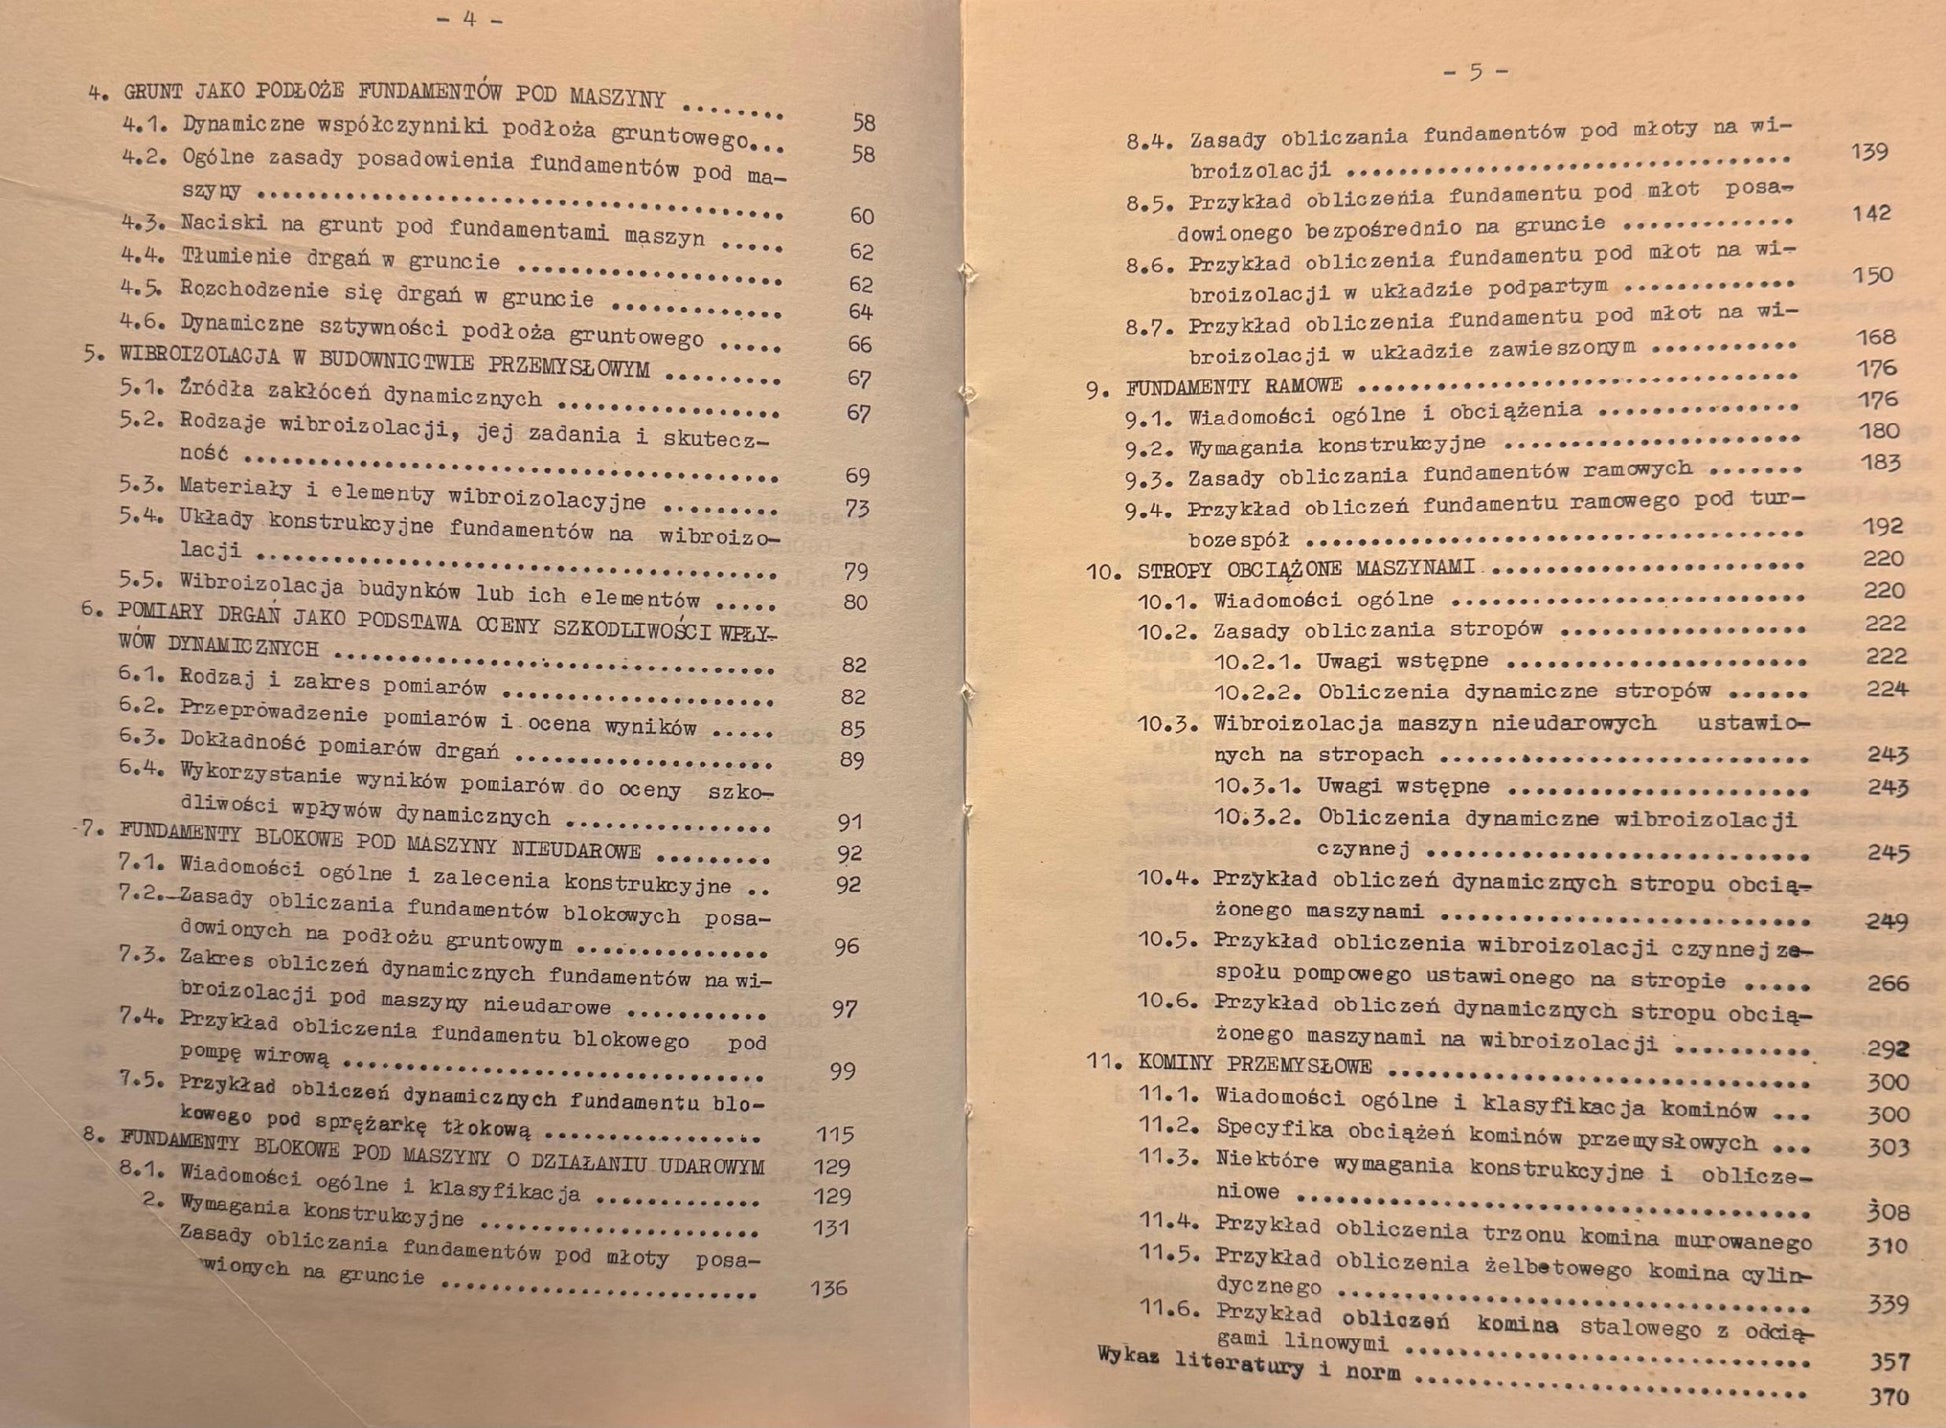 - 4 -
4. GRUNT JAKO PODŁOŻE FUNDAMENTÓW POD MASZYNY ........ 58
4.1. Dynamiczne współczynniki podłoża gruntowego... 58
4.2. Ogólne zasady posadowienia fundamentów pod ma-
szyny ........................................ 60
4.3. Naciski na grunt pod fundamentami maszyn ..... 62
4.4. Tłumienie drgań w gruncie .................... 62
4.5. Rozchodzenie się drgań w gruncie ............. 64
4.6. Dynamiczne sztywności podłoża gruntowego ..... 66
5. WIBROIZOLACJA W BUDOWNICTWIE PRZEMYSŁOWYM ......... 67
5.1. Źródła zakłóceń dynamicznych ................. 67
5.2. Rodzaje wibroizolacji, jej zadania i skutecz-
ność ......................................... 69
5.3. Materiały i elementy wibroizolacyjne ......... 73
5.4. Układy konstrukcyjne fundamentów na wibroizo-
lacji ........................................ 79
5.5. Wibroizolacja budynków lub ich elementów ..... 80
6. POMIARY DRGAŃ JAKO PODSTAWA OCENY SZKODLIWOŚCI WPŁY-
WÓW DYNAMICZNYCH .................................. 82
6.1. Rodzaj i zakres pomiarów ..................... 82
6.2. Przeprowadzenie pomiarów i ocena wyników ..... 85
6.3. Dokładność pomiarów drgań .................... 89
6.4. Wykorzystanie wyników pomiarów do oceny szko-
dliwości wpływów dynamicznych ................ 91
7. FUNDAMENTY BLOKOWE POD MASZYNY NIEUDAROWE ......... 92
7.1. Wiadomości ogólne i zalecenia konstrukcyjne .. 92
7.2. Zasady obliczania fundamentów blokowych posa-
dowionych na podłożu gruntowym ............... 96
7.3. Zakres obliczeń dynamicznych fundamentów na wi-
broizolacji pod maszyny nieudarowe ........... 97
7.4. Przykład obliczenia fundamentu blokowego pod
pompę wirową ................................. 99
7.5. Przykład obliczeń dynamicznych fundamentu blo-
kowego pod sprężarkę tłokową ................. 115
8. FUNDAMENTY BLOKOWE POD MASZYNY O DZIAŁANIU UDAROWYM 129
8.1. Wiadomości ogólne i klasyfikacja ............. 129
2. Wymagania konstrukcyjne ...................... 131
Zasady obliczania fundamentów pod młoty posa-
wionych na gruncie ......................... 136
- 5 -
8.4. Zasady obliczania fundamentów pod młoty na wi-
broizolacji .................................. 139
8.5. Przykład obliczenia fundamentu pod młot posa-
dowionego bezpośrednio na gruncie ............. 142
8.6. Przykład obliczenia fundamentu pod młot na wi-
broizolacji w układzie podpartym ............. 150
8.7. Przykład obliczenia fundamentu pod młot na wi-
broizolacji w układzie zawieszonym ........... 168
9. FUNDAMENTY RAMOWE ................................. 176
9.1. Wiadomości ogólne i obciążenia ............... 176
9.2. Wymagania konstrukcyjne ...................... 180
9.3. Zasady obliczania fundamentów ramowych ....... 183
9.4. Przykład obliczeń fundamentu ramowego pod tur-
bozespół ..................................... 192
10. STROPY OBCIĄŻONE MASZYNAMI ........................ 220
10.1. Wiadomości ogólne ........................... 220
10.2. Zasady obliczania stropów ................... 222
10.2.1. Uwagi wstępne ....................... 222
10.2.2. Obliczenia dynamiczne stropów ...... 224
10.3. Wibroizolacja maszyn nieudarowych ustawio-
nych na stropach ............................ 243
10.3.1. Uwagi wstępne ....................... 243
10.3.2. Obliczenia dynamiczne wibroizolacji
czynnej ............................. 245
10.4. Przykład obliczeń dynamicznych stropu obcią-
żonego maszynami ............................ 249
10.5. Przykład obliczenia wibroizolacji czynnej ze-
społu pompowego ustawionego na stropie ..... 266
10.6. Przykład obliczeń dynamicznych stropu obcią-
żonego maszynami na wibroizolacji ........... 292
11. KOMINY PRZEMYSŁOWE ................................ 300
11.1. Wiadomości ogólne i klasyfikacja kominów ... 300
11.2. Specyfika obciążeń kominów przemysłowych ... 303
11.3. Niektóre wymagania konstrukcyjne i oblicze-
niowe ....................................... 308
11.4. Przykład obliczenia trzonu komina murowanego 310
11.5. Przykład obliczenia żelbetowego komina cylin-
dycznego .................................... 339
11.6. Przykład obliczeń komina stalowego z odcią-
gami linowymi ............................... 357
Wykaz literatury i norm .............................. 370